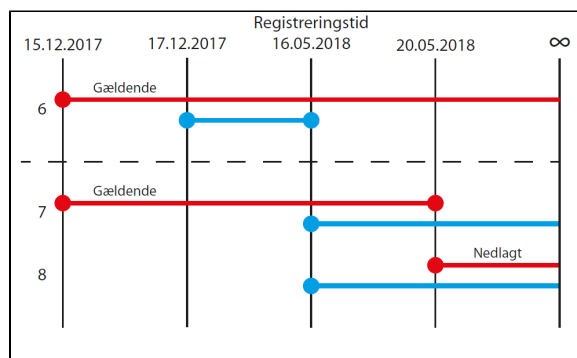 Registreringstid
15.12.2017 17.12.2017 16.05.2018 20.05.2018 ∞
Gældende
6
Gældende
7
Nedlagt
8